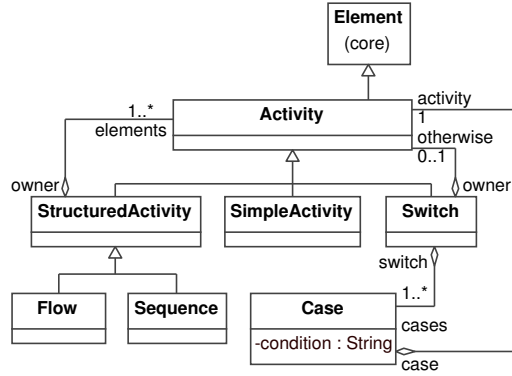 Element
(core)
Activity
activity
1
otherwise
0..1
1..*
elements
owner
owner
StructuredActivity
SimpleActivity
Switch
switch
1..*
cases
Flow
Sequence
Case
-condition : String
case